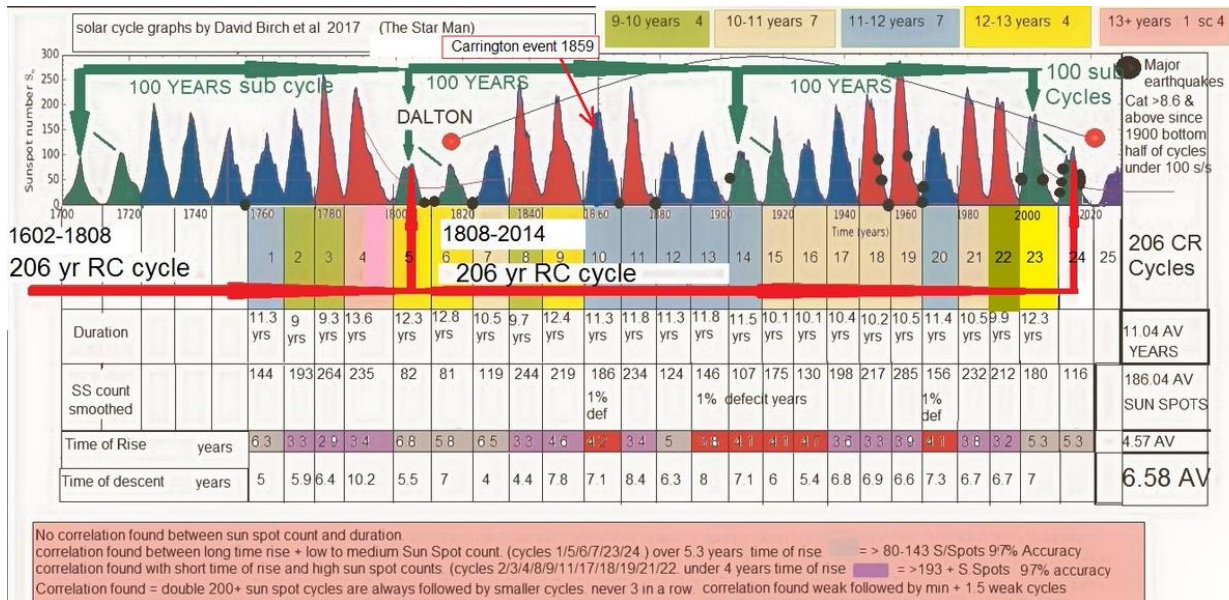 solar cycle graphs by David Birch et al 2017 (The Star Man)
9-10 years 4
10-11 years 7
11-12 years 7
12-13 years 4
13+ years 1 sc 4
Carrington event 1859
300
250
200
150
100
50
0
Sunspot number S
100 YEARS sub cycle
100 YEARS
100 YEARS
100 sub
Cycles
DALTON
Major
earthquakes
Cat >8.6 &
above since
1900 bottom
half of cycles
under 100 s/s
1700 1720 1740 1760 1780 1800 1820 1840 1860 1880 1900 1920 1940 1960 1980 2000 2020
Time (years)
1602-1808
206 yr RC cycle
1808-2014
206 yr RC cycle
1 2 3 4 5 6 7 8 9 10 11 12 13 14 15 16 17 18 19 20 21 22 23 24 25
206 CR
Cycles
Duration
11.3 yrs 9 yrs 9.3 yrs 13.6 yrs 12.3 yrs 12.8 yrs 10.5 yrs 9.7 yrs 12.4 yrs 11.3 yrs 11.8 yrs 11.3 yrs 11.8 yrs 11.5 yrs 10.1 yrs 10.1 yrs 10.4 yrs 10.2 yrs 10.5 yrs 11.4 yrs 10.5 yrs 9.9 yrs 12.3 yrs
11.04 AV
YEARS
SS count
smoothed
144 193 264 235 82 81 119 244 219 186 234 124 146 107 175 130 198 217 285 156 232 212 180 116
1%
def
1% defecit years
1%
def
186.04 AV
SUN SPOTS
Time of Rise years
6.3 3.3 2.9 3.4 6.8 5.8 6.5 3.3 4.6 4.2 3.4 5 3.8 4.1 4.1 4.7 3.6 3.3 3.9 4.1 3.8 3.2 5.3 5.3
4.57 AV
Time of descent years
5 5.9 6.4 10.2 5.5 7 4 4.4 7.8 7.1 8.4 6.3 8 7.1 6 5.4 6.8 6.9 6.6 7.3 6.7 6.7 7
6.58 AV
No correlation found between sun spot count and duration.
correlation found between long time rise + low to medium Sun Spot count. (cycles 1/5/6/7/23/24.) over 5.3 years time of rise = > 80-143 S/Spots 97% Accuracy
correlation found with short time of rise and high sun spot counts. (cycles 2/3/4/8/9/11/17/18/19/21/22. under 4 years time of rise = >193 + S Spots 97% accuracy
Correlation found = double 200+ sun spot cycles are always followed by smaller cycles. never 3 in a row. correlation found weak followed by min + 1.5 weak cycles